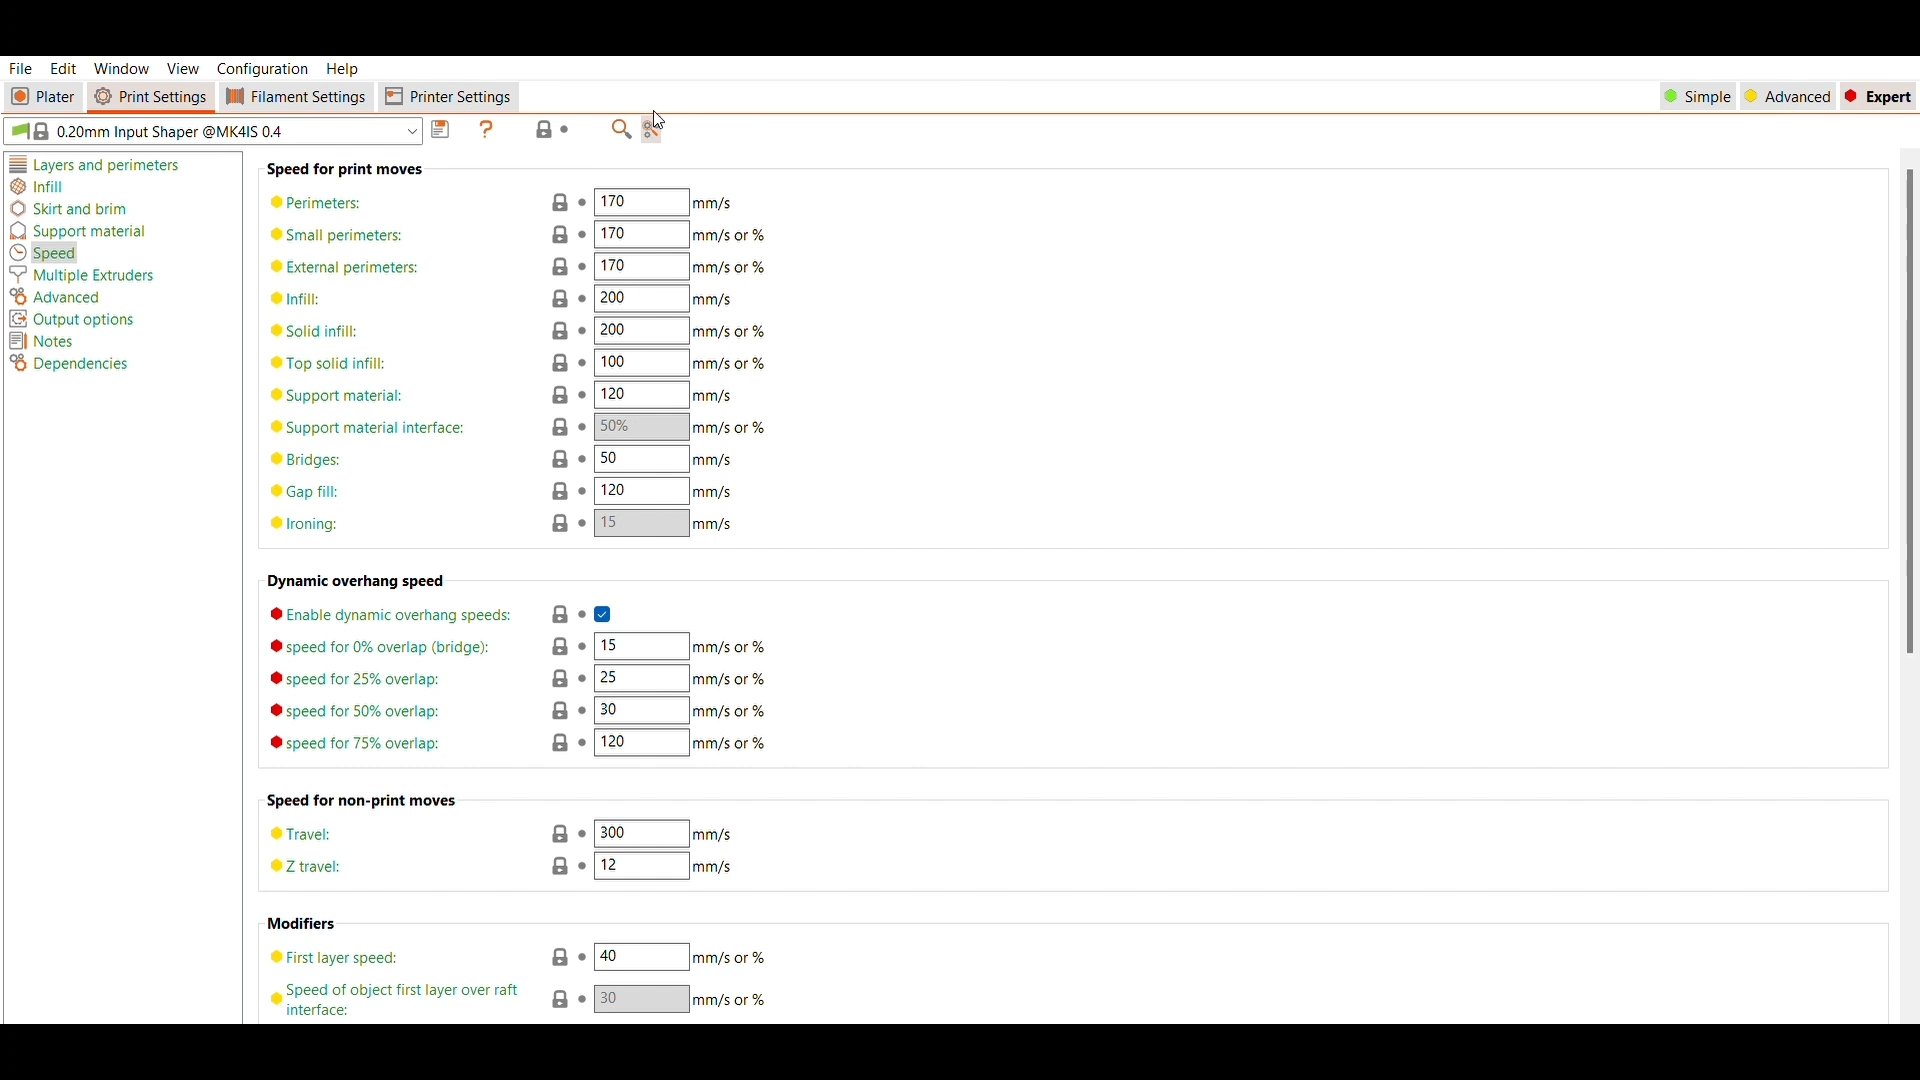 File Edit Window View Configuration Help
Plater Print Settings Filament Settings Printer Settings Simple Advanced Expert
0.20mm Input Shaper @MK4IS 0.4
Layers and perimeters
Infill
Skirt and brim
Support material
Speed
Multiple Extruders
Advanced
Output options
Notes
Dependencies
Speed for print moves
Perimeters: 170 mm/s
Small perimeters: 170 mm/s or %
External perimeters: 170 mm/s or %
Infill: 200 mm/s
Solid infill: 200 mm/s or %
Top solid infill: 100 mm/s or %
Support material: 120 mm/s
Support material interface: 50% mm/s or %
Bridges: 50 mm/s
Gap fill: 120 mm/s
Ironing: 15 mm/s
Dynamic overhang speed
Enable dynamic overhang speeds:
speed for 0% overlap (bridge): 15 mm/s or %
speed for 25% overlap: 25 mm/s or %
speed for 50% overlap: 30 mm/s or %
speed for 75% overlap: 120 mm/s or %
Speed for non-print moves
Travel: 300 mm/s
Z travel: 12 mm/s
Modifiers
First layer speed: 40 mm/s or %
Speed of object first layer over raft
interface: 30 mm/s or %